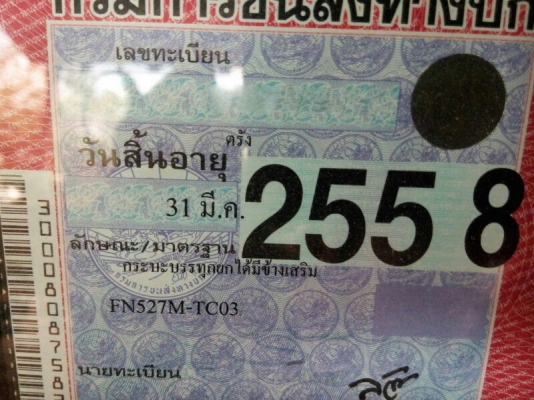 กรมการขนส่งทางบก
เลขทะเบียน
ตรัง
วันสิ้นอายุ
31 มี.ค. 2558
ลักษณะ/มาตรฐาน
กระบะบรรทุกยกได้มีข้างเสริม
FN527M-TC03
นายทะเบียน